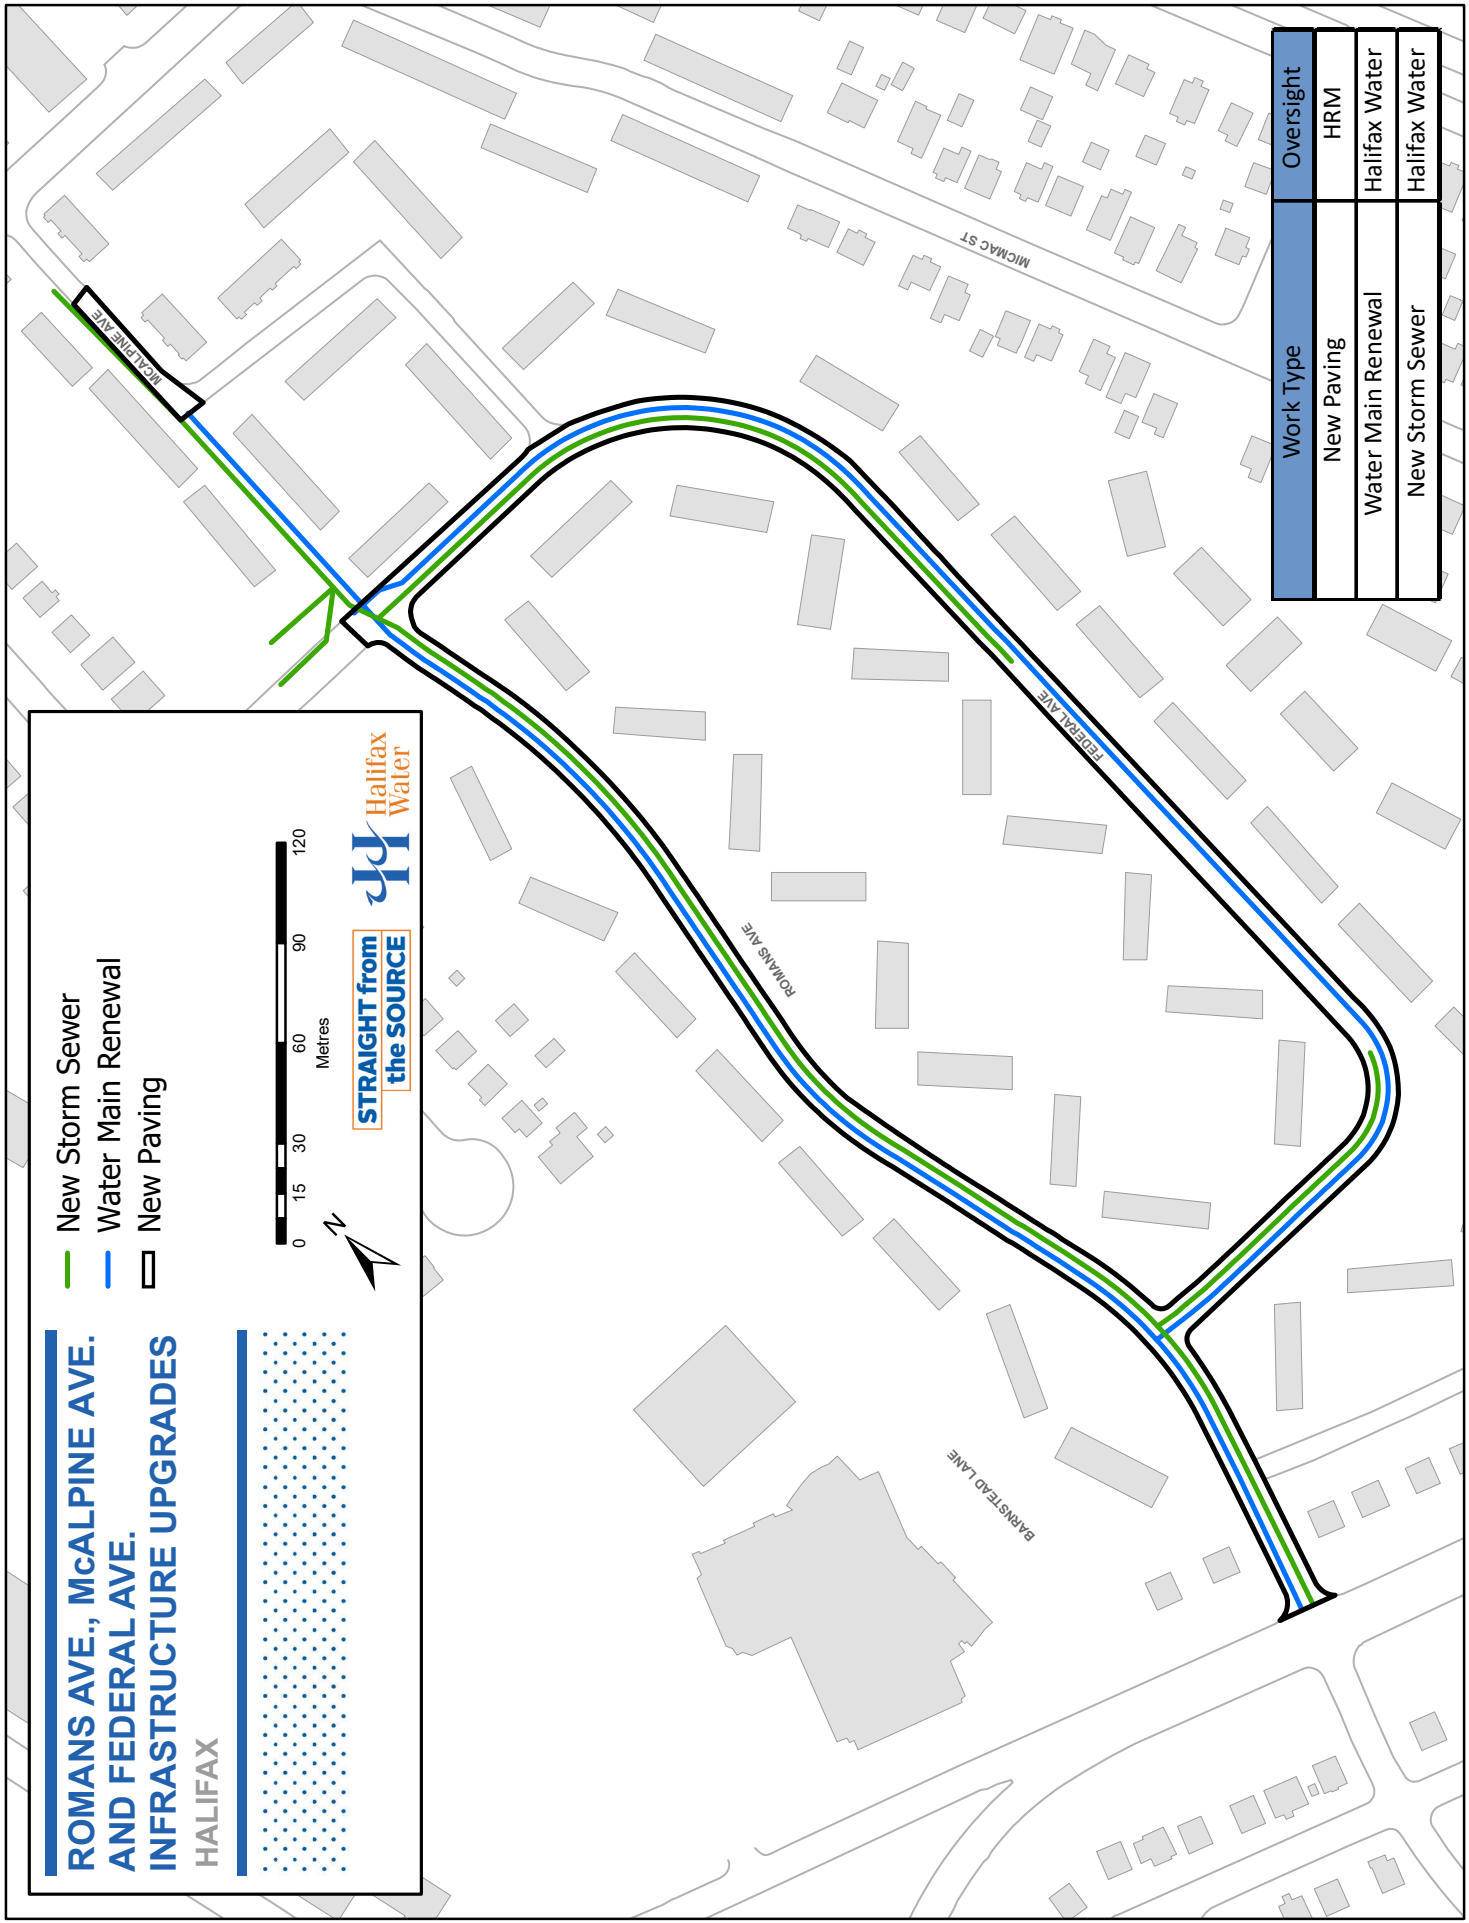 ROMANS AVE., McALPINE AVE.
AND FEDERAL AVE.
INFRASTRUCTURE UPGRADES
HALIFAX
New Storm Sewer
Water Main Renewal
New Paving
0 15 30 60 90 120
Metres
N
STRAIGHT from
the SOURCE
Halifax
Water
MCALPINE AVE
ROMANS AVE
FEDERAL AVE
MICMAC ST
BARNSTEAD LANE
Work Type Oversight
New Paving HRM
Water Main Renewal Halifax Water
New Storm Sewer Halifax Water